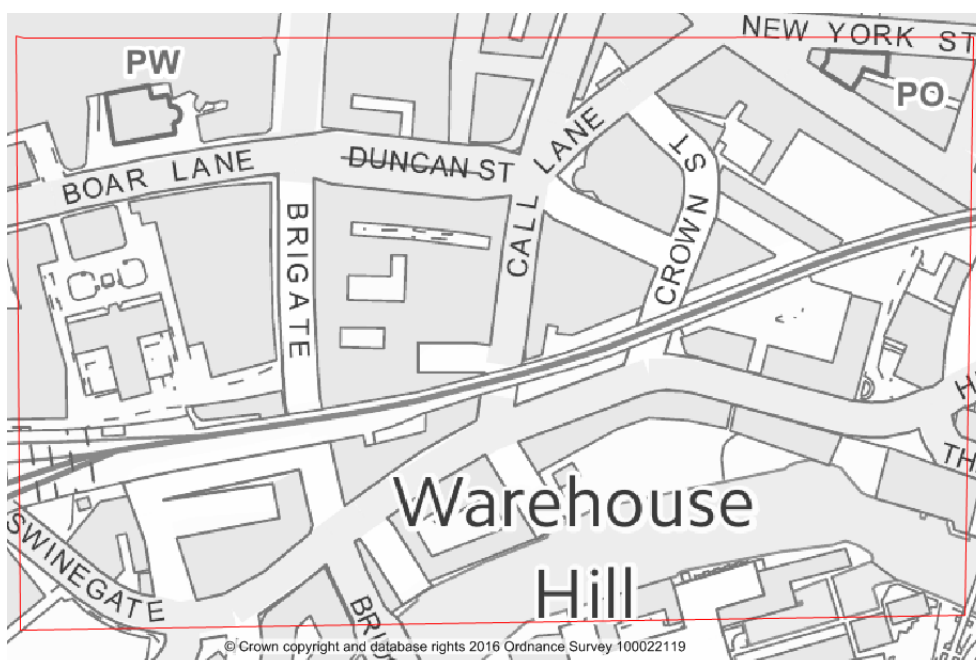 NEW YORK ST
PW
PO
BOAR LANE
DUNCAN ST
CALL LANE
CROWN ST
BRIGATE
Warehouse
Hill
SWINEGATE
TH
© Crown copyright and database rights 2016 Ordnance Survey 100022119